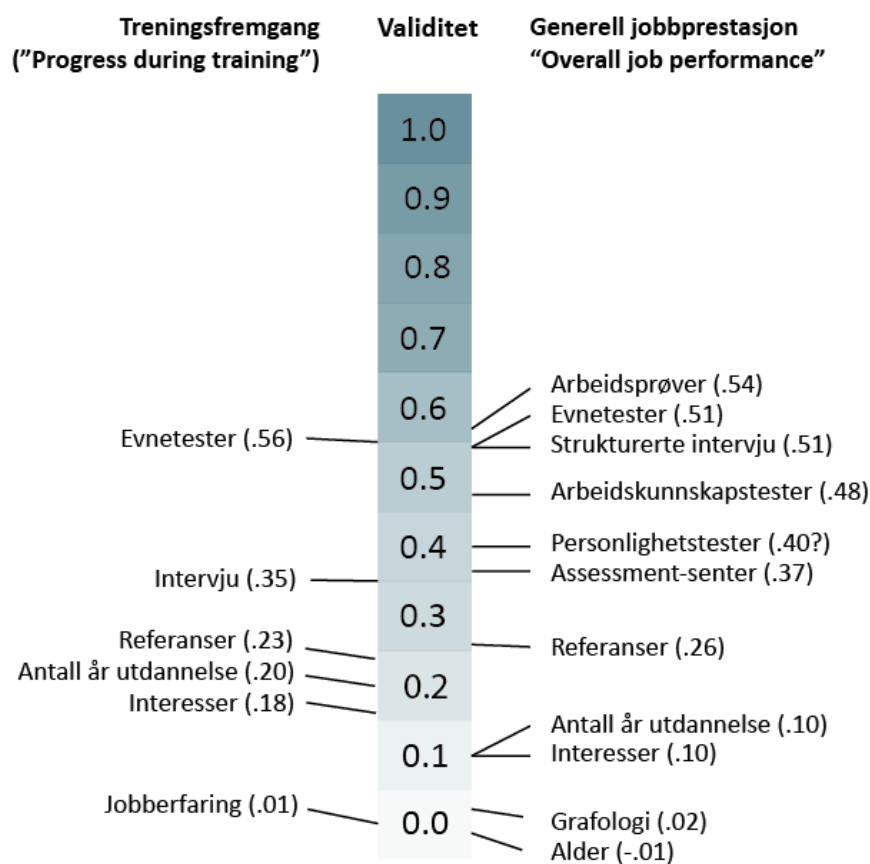 Treningsfremgang
("Progress during training")
Validitet
Generell jobbprestasjon
“Overall job performance”
1.0
0.9
0.8
0.7
0.6
0.5
0.4
0.3
0.2
0.1
0.0
Evnetester (.56)
Intervju (.35)
Referanser (.23)
Antall år utdannelse (.20)
Interesser (.18)
Jobberfaring (.01)
Arbeidsprøver (.54)
Evnetester (.51)
Strukturerte intervju (.51)
Arbeidskunnskapstester (.48)
Personlighetstester (.40?)
Assessment-senter (.37)
Referanser (.26)
Antall år utdannelse (.10)
Interesser (.10)
Grafologi (.02)
Alder (-.01)